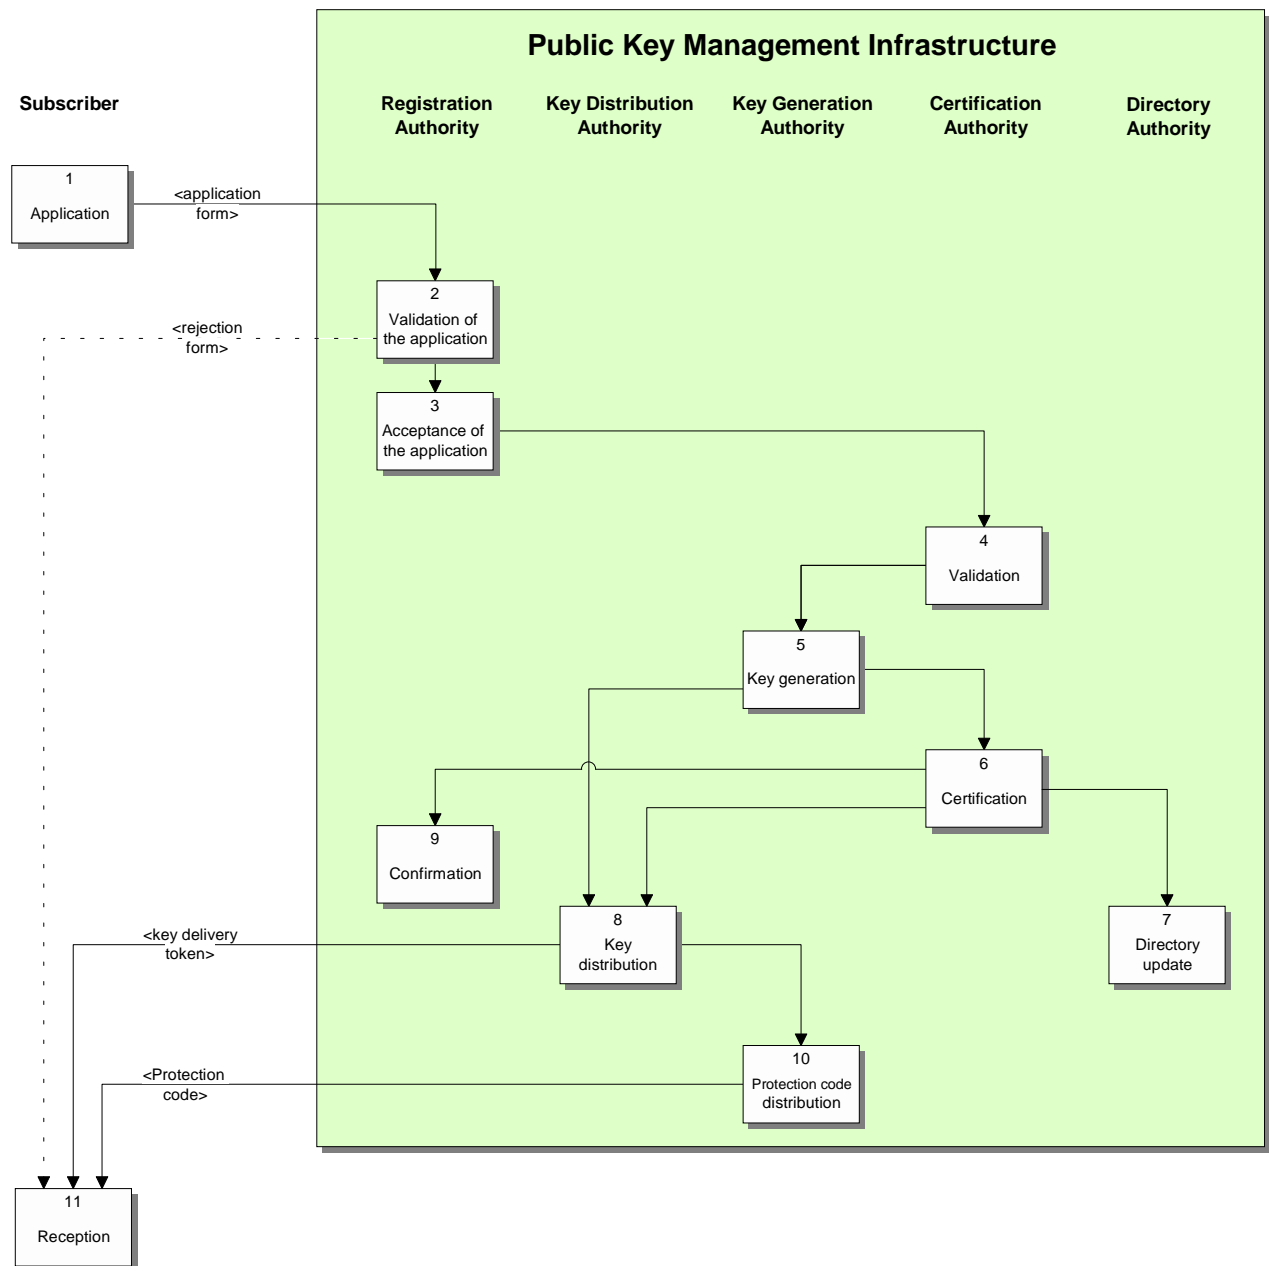 Public Key Management Infrastructure
Subscriber
Registration
Authority
Key Distribution
Authority
Key Generation
Authority
Certification
Authority
Directory
Authority
1
Application
<application
form>
2
Validation of
the application
<rejection
form>
3
Acceptance of
the application
4
Validation
5
Key generation
6
Certification
9
Confirmation
8
Key
distribution
7
Directory
update
<key delivery
token>
10
Protection code
distribution
<Protection
code>
11
Reception